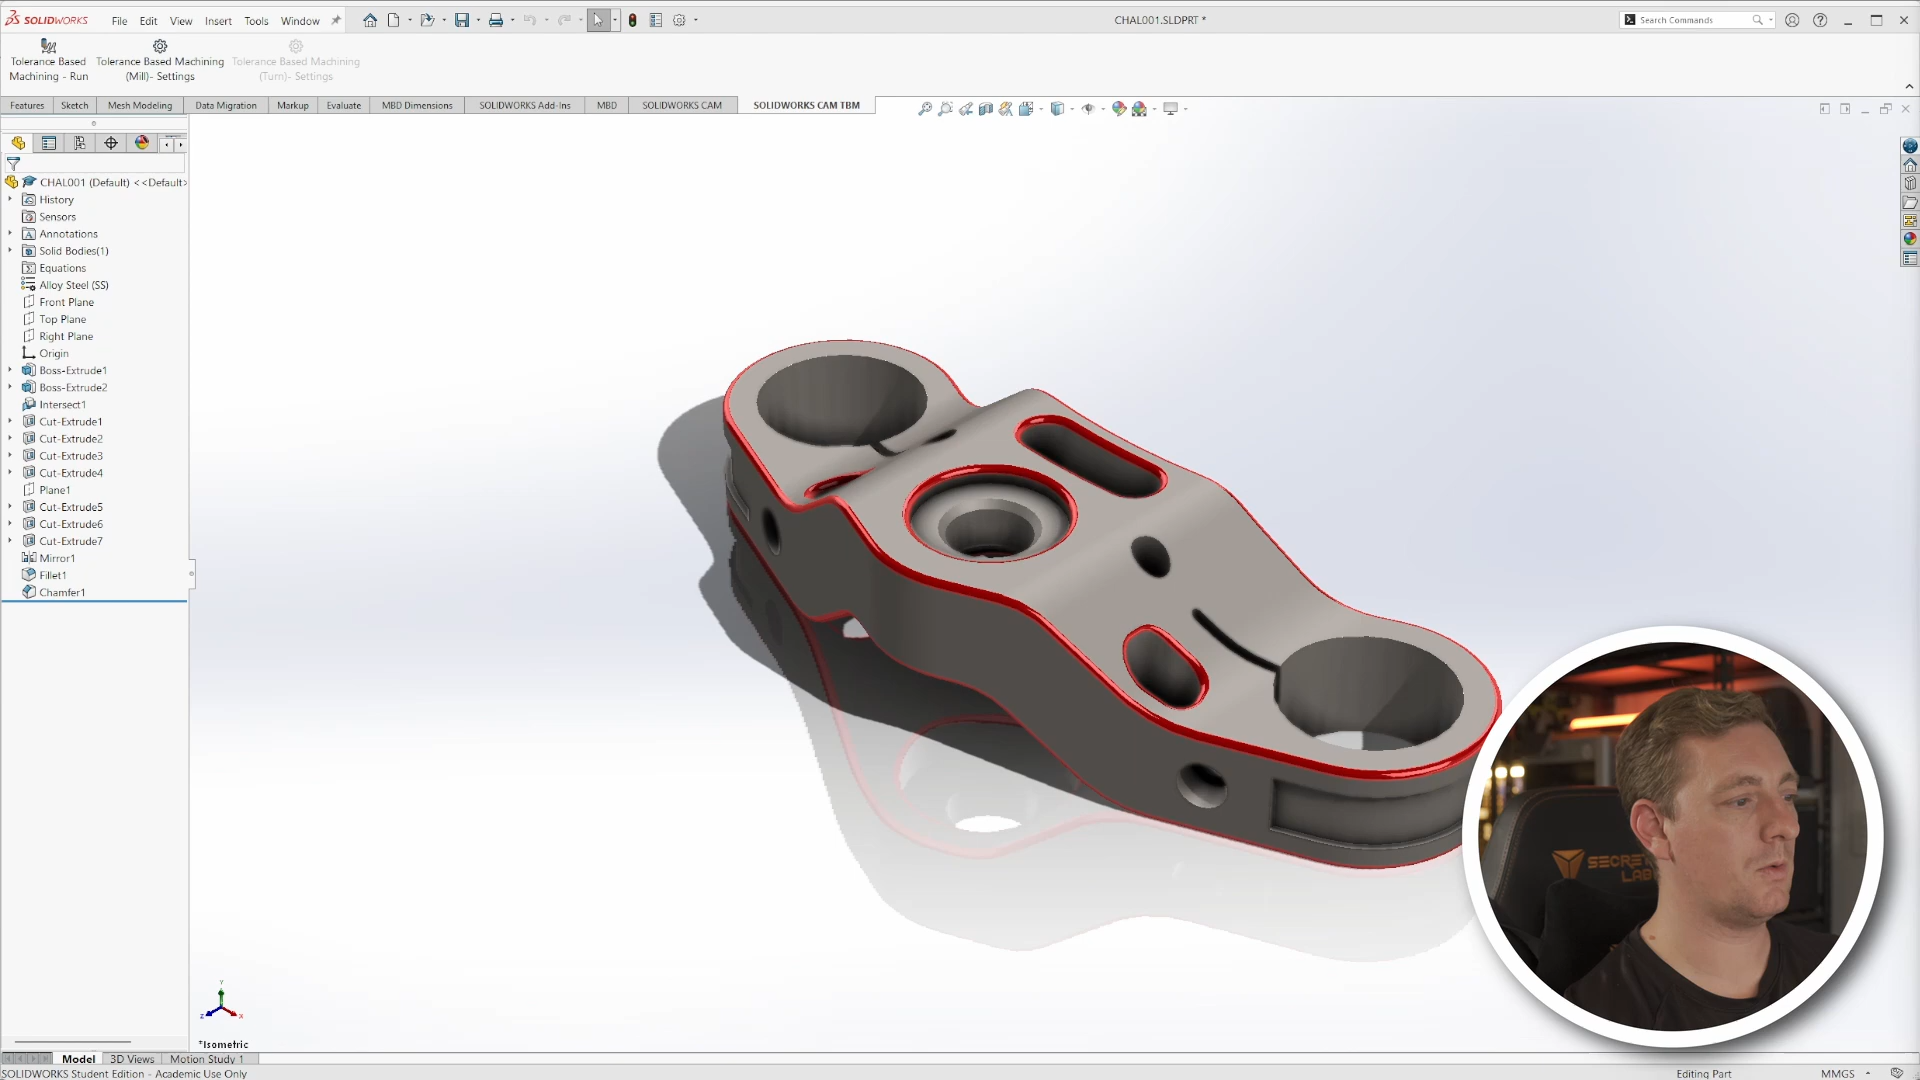 SOLIDWORKS File Edit View Insert Tools Window CHAL001.SLDPRT * Search Commands
Tolerance Based Machining - Run
Tolerance Based Machining (Mill)- Settings
Tolerance Based Machining (Turn)- Settings
Features Sketch Mesh Modeling Data Migration Markup Evaluate MBD Dimensions SOLIDWORKS Add-Ins MBD SOLIDWORKS CAM SOLIDWORKS CAM TBM
CHAL001 (Default) <<Default>
History
Sensors
Annotations
Solid Bodies(1)
Equations
Alloy Steel (SS)
Front Plane
Top Plane
Right Plane
Origin
Boss-Extrude1
Boss-Extrude2
Intersect1
Cut-Extrude1
Cut-Extrude2
Cut-Extrude3
Cut-Extrude4
Plane1
Cut-Extrude5
Cut-Extrude6
Cut-Extrude7
Mirror1
Fillet1
Chamfer1
SECRET
LAB
Y
Z X
*Isometric
Model 3D Views Motion Study 1
SOLIDWORKS Student Edition - Academic Use Only Editing Part MMGS